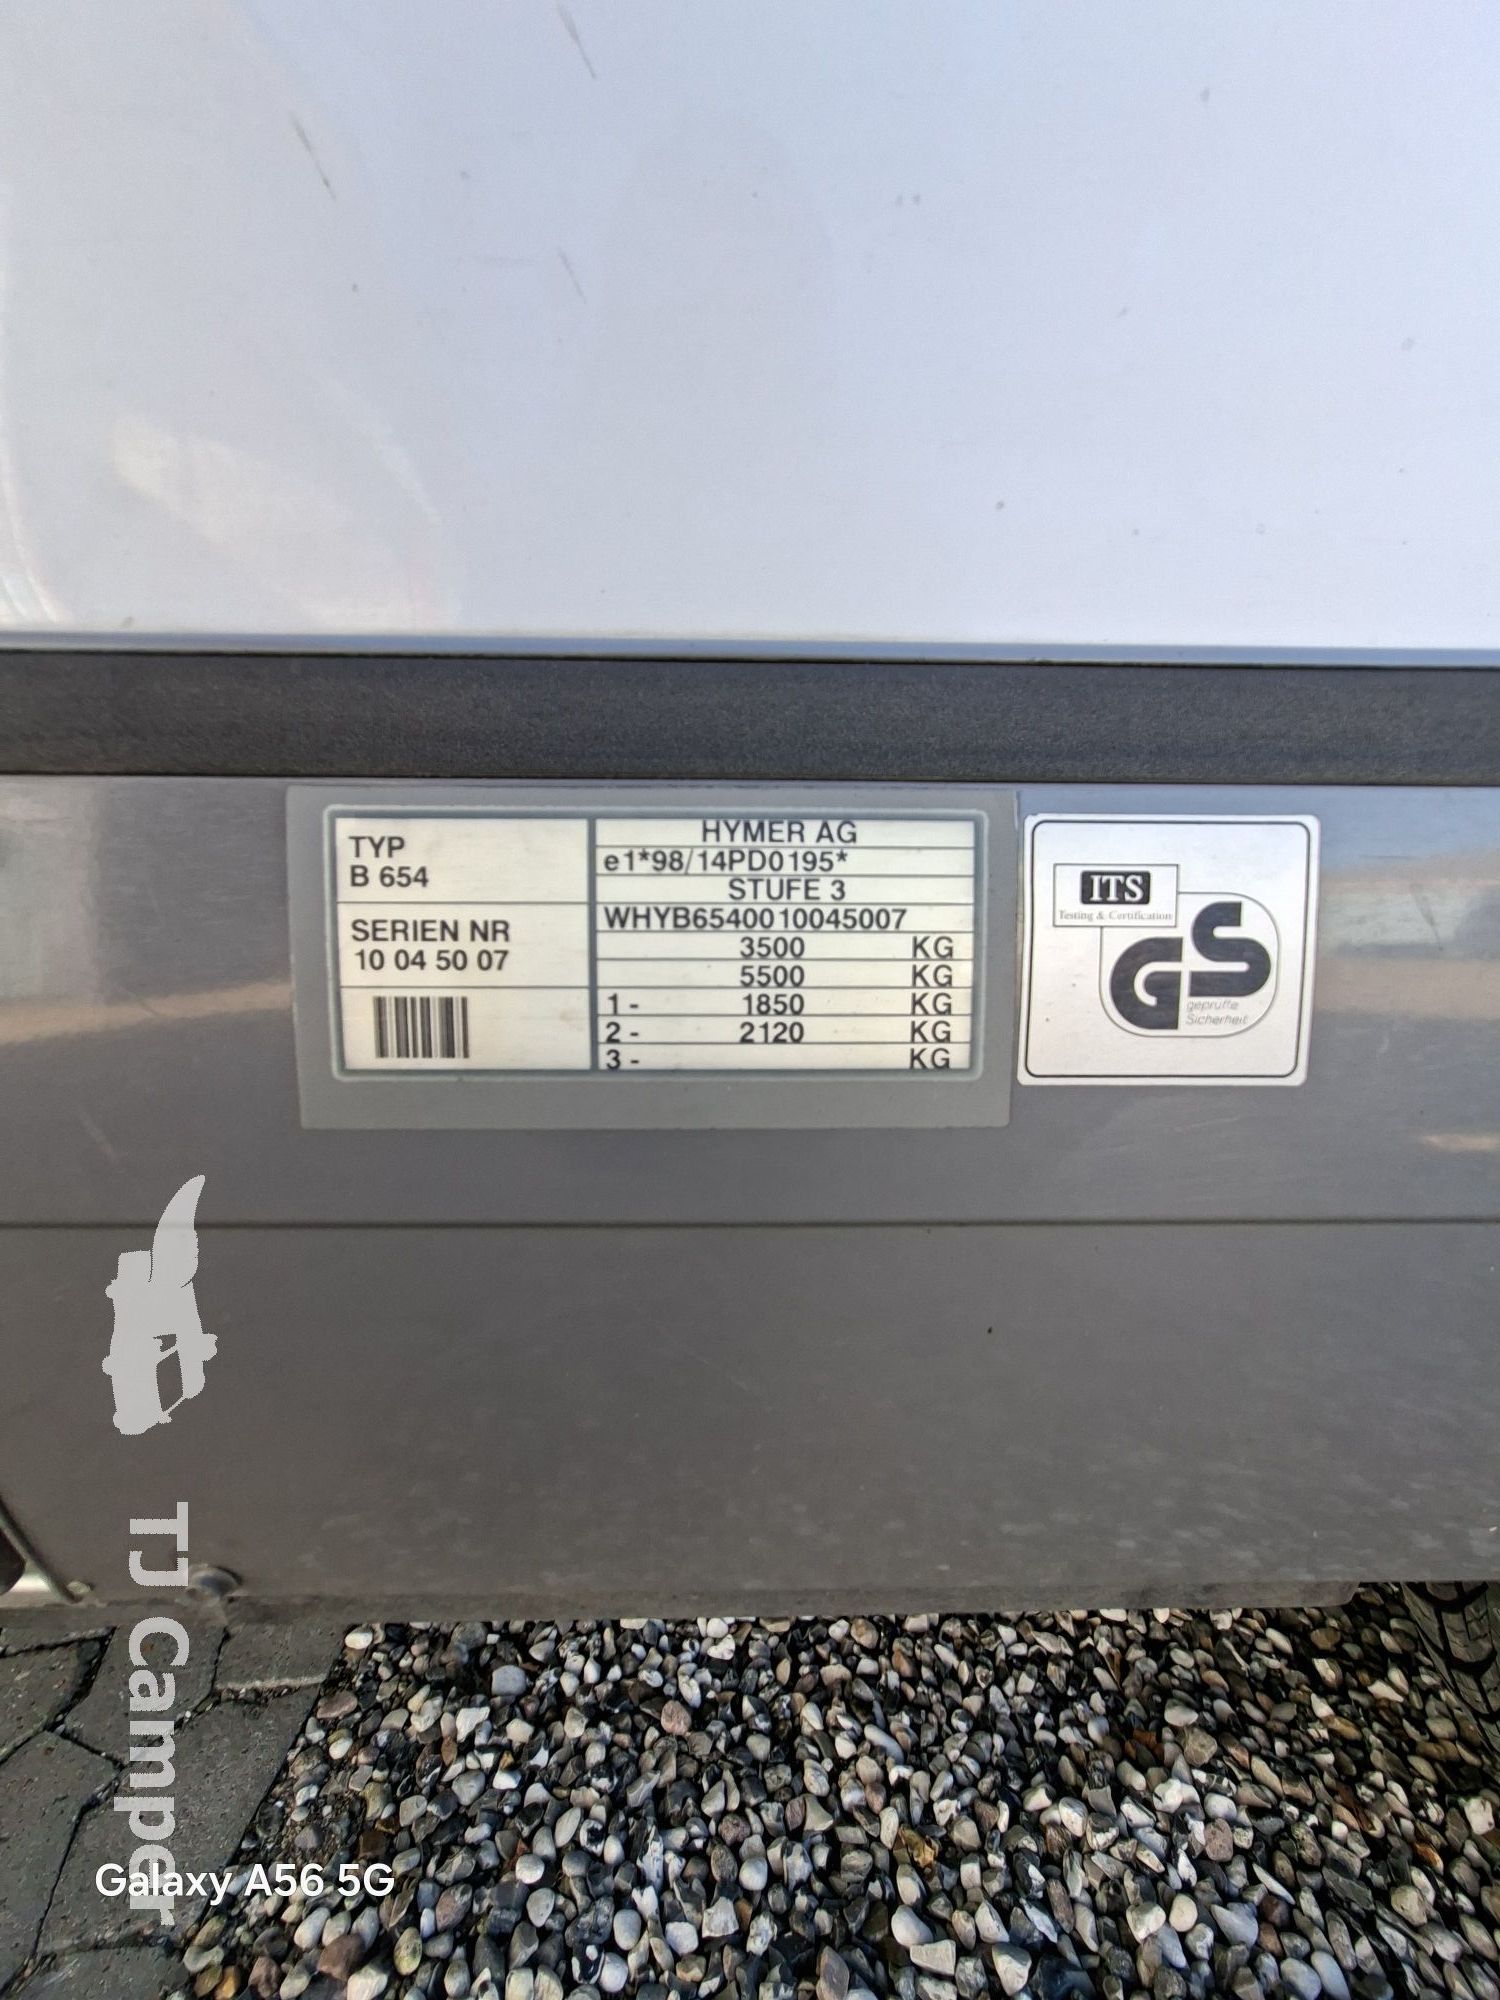 TYP
B 654
SERIEN NR
10 04 50 07
HYMER AG
e1*98/14PD0195*
STUFE 3
WHYB6540010045007
3500 KG
5500 KG
1 - 1850 KG
2 - 2120 KG
3 - KG
ITS
Testing & Certification
GS
geprüfte
Sicherheit
TJ camper
Galaxy A56 5G